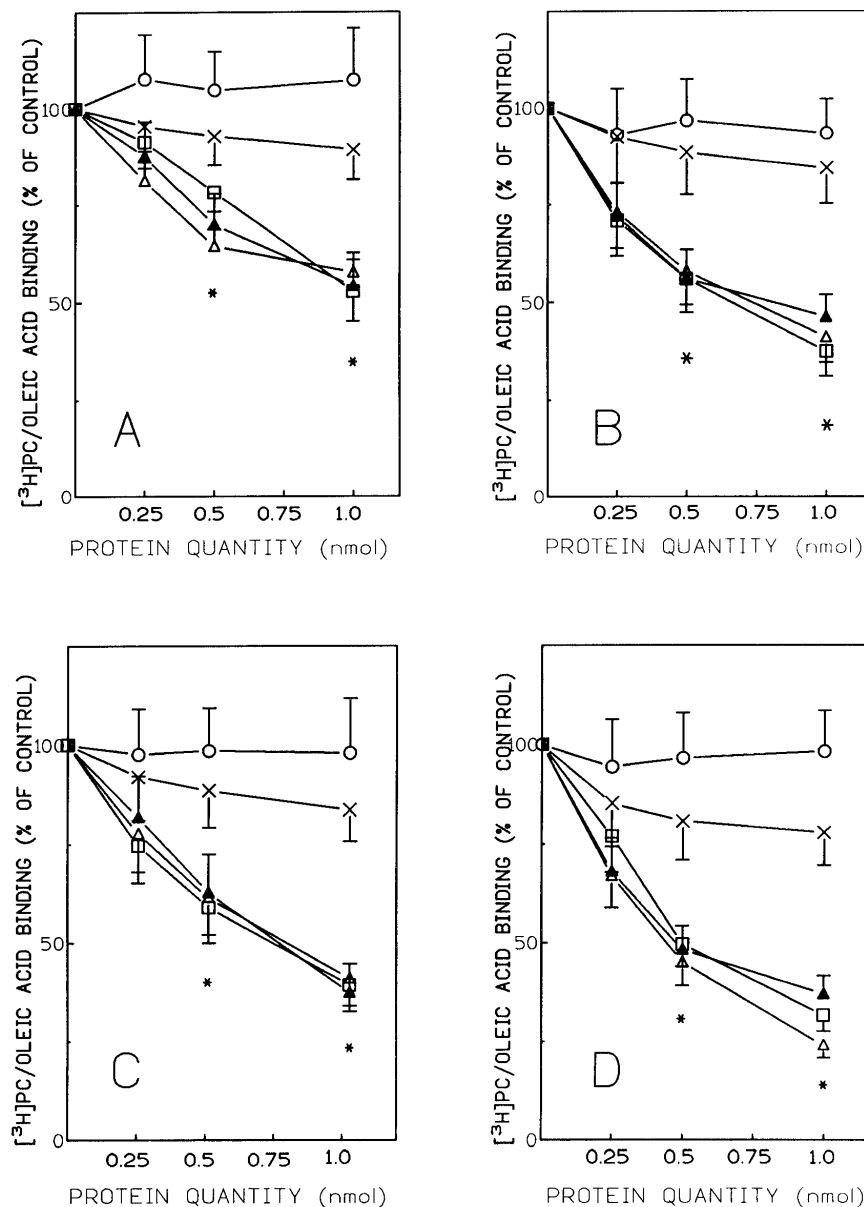 [³H]PC/OLEIC ACID BINDING (% OF CONTROL)
100
50
0
A
*
*
0.25 0.5 0.75 1.0
PROTEIN QUANTITY (nmol)
[³H]PC/OLEIC ACID BINDING (% OF CONTROL)
100
50
0
B
*
*
0.25 0.5 0.75 1.0
PROTEIN QUANTITY (nmol)
[³H]PC/OLEIC ACID BINDING (% OF CONTROL)
100
50
0
C
*
*
0.25 0.5 0.75 1.0
PROTEIN QUANTITY (nmol)
[³H]PC/OLEIC ACID BINDING (% OF CONTROL)
100
50
0
D
*
*
0.25 0.5 0.75 1.0
PROTEIN QUANTITY (nmol)